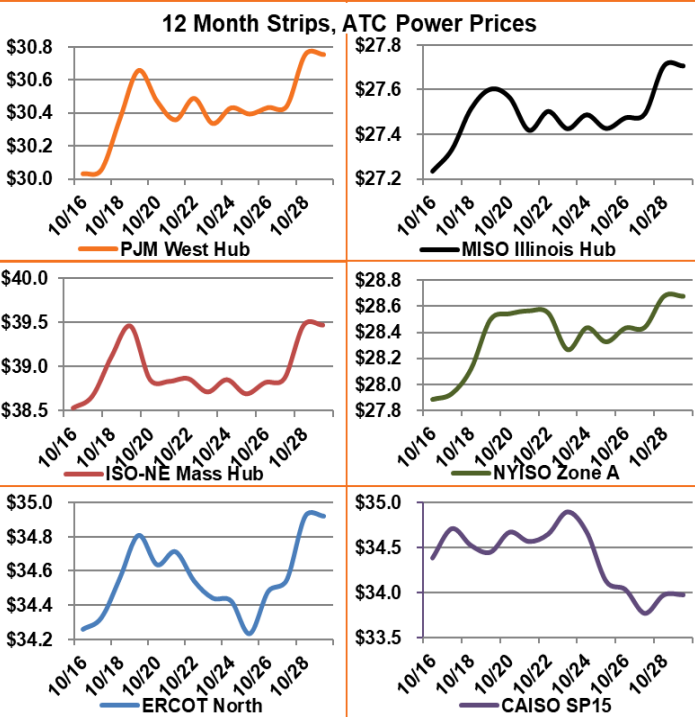 12 Month Strips, ATC Power Prices
$30.8
$30.6
$30.4
$30.2
$30.0
10/16 10/18 10/20 10/22 10/24 10/26 10/28
PJM West Hub
$27.8
$27.6
$27.4
$27.2
10/16 10/18 10/20 10/22 10/24 10/26 10/28
MISO Illinois Hub
$40.0
$39.5
$39.0
$38.5
10/16 10/18 10/20 10/22 10/24 10/26 10/28
ISO-NE Mass Hub
$28.8
$28.6
$28.4
$28.2
$28.0
$27.8
10/16 10/18 10/20 10/22 10/24 10/26 10/28
NYISO Zone A
$35.0
$34.8
$34.6
$34.4
$34.2
10/16 10/18 10/20 10/22 10/24 10/26 10/28
ERCOT North
$35.0
$34.5
$34.0
$33.5
10/16 10/18 10/20 10/22 10/24 10/26 10/28
CAISO SP15